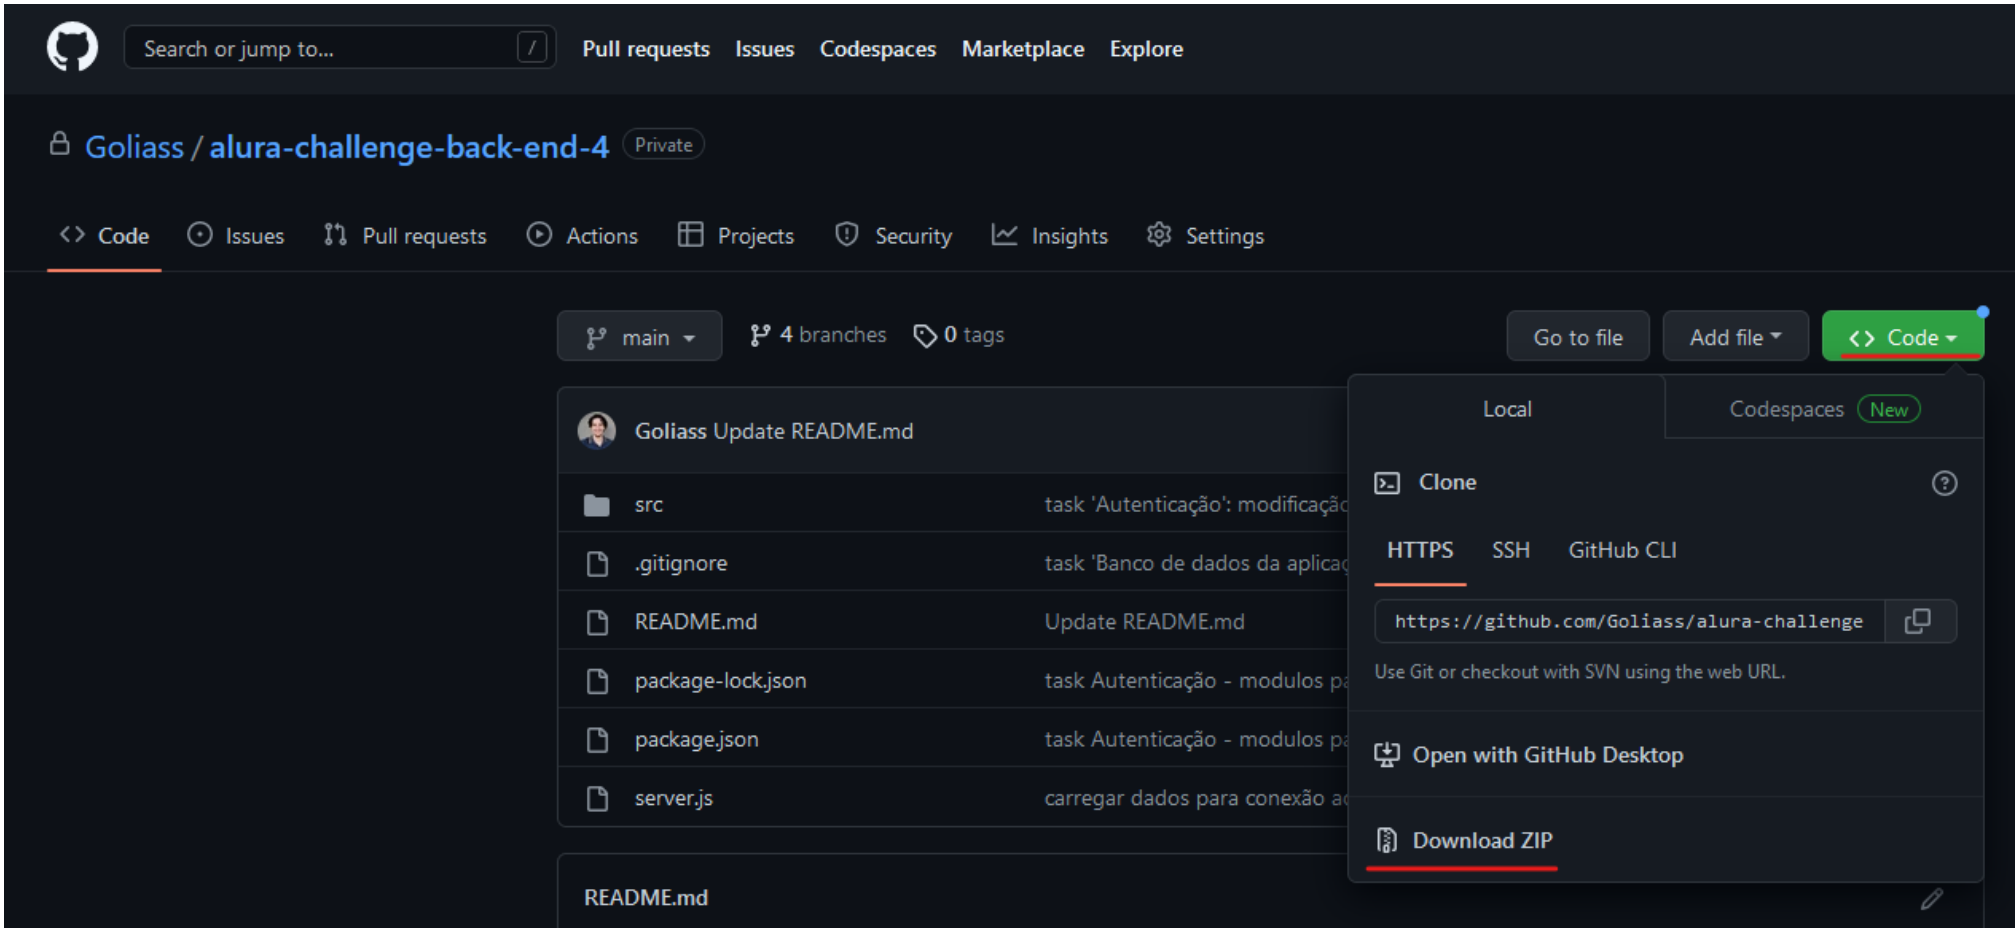 Search or jump to... / Pull requests Issues Codespaces Marketplace Explore
Goliass / alura-challenge-back-end-4 Private
Code Issues Pull requests Actions Projects Security Insights Settings
main 4 branches 0 tags Go to file Add file Code
Local Codespaces New
Goliass Update README.md
Clone
src task 'Autenticação': modificação
HTTPS SSH GitHub CLI
.gitignore task 'Banco de dados da aplicaç
README.md Update README.md
https://github.com/Goliass/alura-challenge
Use Git or checkout with SVN using the web URL.
package-lock.json task Autenticação - modulos pa
package.json task Autenticação - modulos pa
Open with GitHub Desktop
server.js carregar dados para conexão ao
Download ZIP
README.md